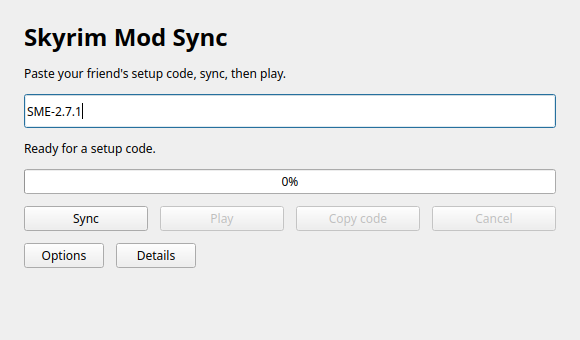 Skyrim Mod Sync
Paste your friend's setup code, sync, then play.
SME-2.7.1
Ready for a setup code.
0%
Sync Play Copy code Cancel
Options Details